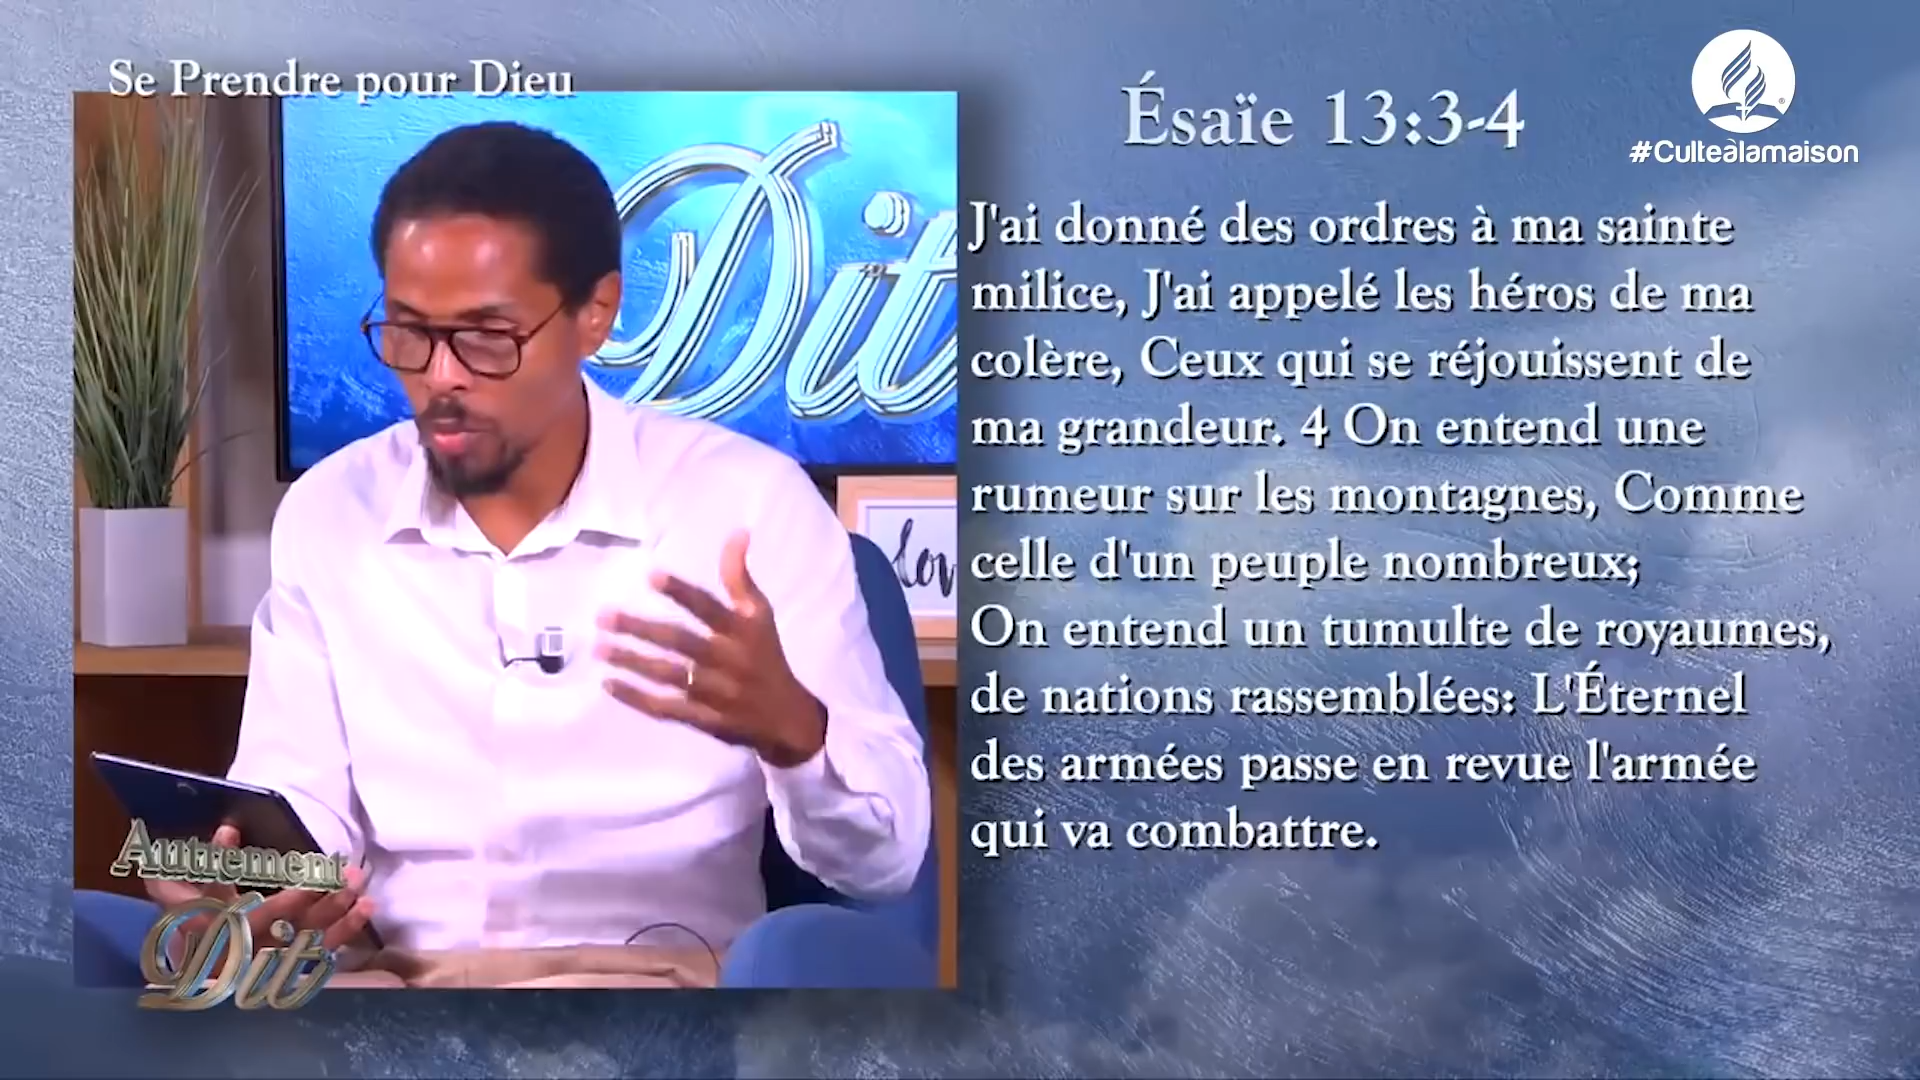 Se Prendre pour Dieu
Ésaïe 13:3-4
#Culteàlamaison
J'ai donné des ordres à ma sainte
milice, J'ai appelé les héros de ma
colère, Ceux qui se réjouissent de
ma grandeur. 4 On entend une
rumeur sur les montagnes, Comme
celle d'un peuple nombreux;
On entend un tumulte de royaumes,
de nations rassemblées: L'Éternel
des armées passe en revue l'armée
qui va combattre.
Dit
Autrement
Dit